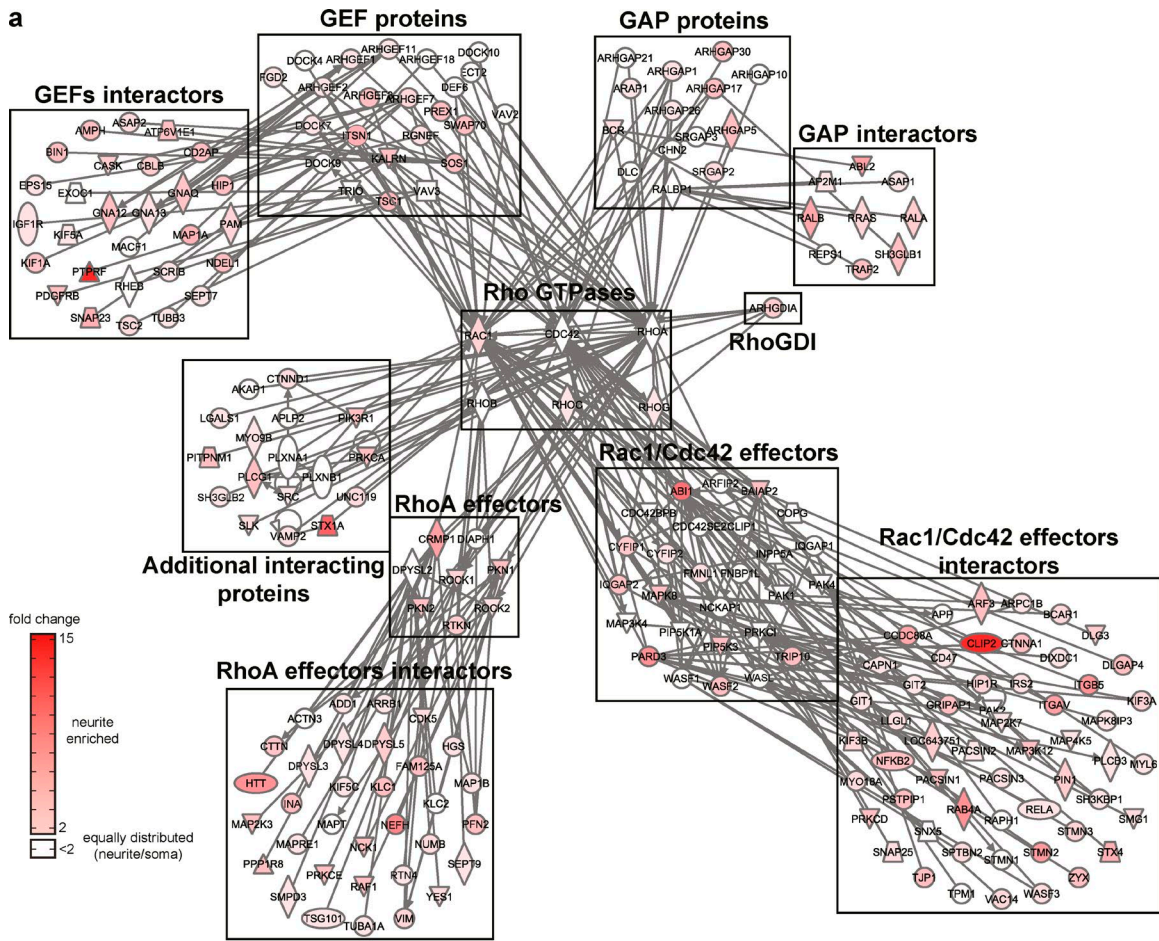 a
GEF proteins
DOCK4
ARHGEF1
ARHGEF11
ARHGEF18
DOCK10
ECT2
FGD2
ARHGEF2
ARHGEF7
DEF6
PREX1
SWAP70
VAV2
DOCK7
ITSN1
RGNEF
KALRN
SOS1
DOCK9
TRIO
VAV3
TSC1
GAP proteins
ARHGAP21
ARHGAP30
ARHGAP1
ARHGAP10
ARAP1
ARHGAP17
ARHGAP26
BCR
SRGAP3
ARHGAP5
CHN2
DLC
SRGAP2
RALBP1
GEFs interactors
AMPH
ASAP2
ATP6V1E1
BIN1
CASK
CBLB
CD2AP
EPS15
EXOC1
GNAQ
HIP1
IGF1R
GNA12
GNA13
PAM
KIF5A
MACF1
MAP1A
KIF1A
PTPRF
SCRIB
NDEL1
RHEB
PDGFRB
SEPT7
SNAP23
TSC2
TUBB3
GAP interactors
ABL2
AP2M1
ASAP1
RALB
RRAS
RALA
REPS1
SH3GLB1
TRAF2
Rho GTPases
RAC1
CDC42
RHOA
RHOB
RHOC
RHOG
ARHGDIA
RhoGDI
CTNND1
AKAP1
LGALS1
APLP2
PIK3R1
MYO9B
PITPNM1
PLXNA1
PRKCA
PLCG1
PLXNB1
SH3GLB2
SRC
UNC119
SLK
VAMP2
STX1A
Additional interacting
proteins
RhoA effectors
CRMP1
DIAPH1
DPYSL2
ROCK1
PKN1
PKN2
ROCK2
RTKN
Rac1/Cdc42 effectors
ABI1
ARFIP2
BAIAP2
CDC42BPB
CDC42SE2
CLIP1
COPG
CYFIP1
CYFIP2
INPP5A
IQGAP1
IQGAP2
FMNL1
FNBP1L
MAPK8
PAK1
PAK4
NCKAP1
MAP3K4
PIP5K1A
PRKCI
PIP5K3
PARD3
TRIP10
WASF1
WASF2
WASL
Rac1/Cdc42 effectors
interactors
ARF3
ARPC1B
APP
BCAR1
CCDC88A
CLIP2
CTNNA1
DLG3
CAPN1
CD47
DIXDC1
DLGAP4
GIT2
HIP1R
IRS2
ITGB5
GIT1
GRIPAP1
PAK2
ITGAV
KIF3A
LLGL1
MAP2K7
MAPK8IP3
KIF3B
LOC643751
PACSIN2
MAP3K12
MAP4K5
NFKB2
PLCB3
MYL6
MYO18A
PACSIN1
PACSIN3
PIN1
PSTPIP1
RAB4A
RELA
SH3KBP1
PRKCD
RAPH1
SMG1
SNX5
STMN3
SNAP25
SPTBN2
STMN1
STMN2
STX4
TJP1
ZYX
TPM1
VAC14
WASF3
RhoA effectors interactors
ADD1
ARRB1
ACTN3
CDK5
CTTN
DPYSL4
DPYSL5
HGS
DPYSL3
FAM125A
HTT
KIF5C
KLC1
MAP1B
INA
KLC2
MAP2K3
MAPT
NEFH
PFN2
MAPRE1
NCK1
NUMB
PPP1R8
SEPT9
PRKCE
RAF1
RTN4
SMPD3
YES1
TSG101
TUBA1A
VIM
fold change
15
neurite
enriched
2
<2
equally distributed
(neurite/soma)